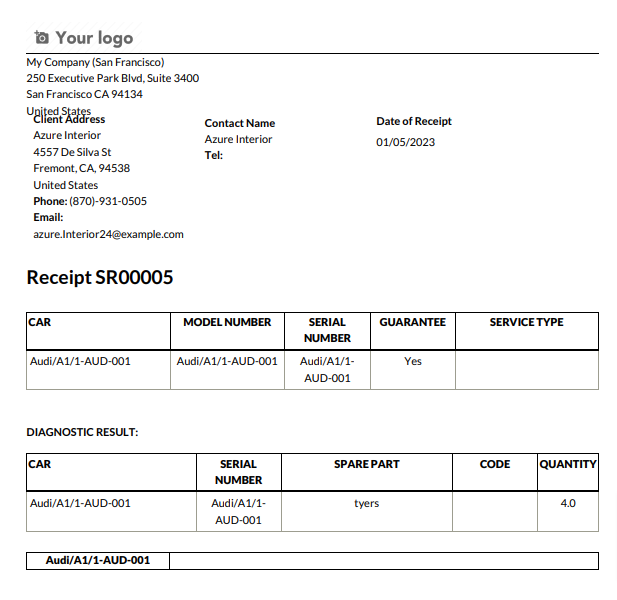 Your logo
My Company (San Francisco)
250 Executive Park Blvd, Suite 3400
San Francisco CA 94134
United States
Client Address
Azure Interior
4557 De Silva St
Fremont, CA, 94538
United States
Phone: (870)-931-0505
Email:
azure.Interior24@example.com
Contact Name
Azure Interior
Tel:
Date of Receipt
01/05/2023
Receipt SR00005
CAR MODEL NUMBER SERIAL NUMBER GUARANTEE SERVICE TYPE
Audi/A1/1-AUD-001 Audi/A1/1-AUD-001 Audi/A1/1-AUD-001 Yes
DIAGNOSTIC RESULT:
CAR SERIAL NUMBER SPARE PART CODE QUANTITY
Audi/A1/1-AUD-001 Audi/A1/1-AUD-001 tyers 4.0
Audi/A1/1-AUD-001